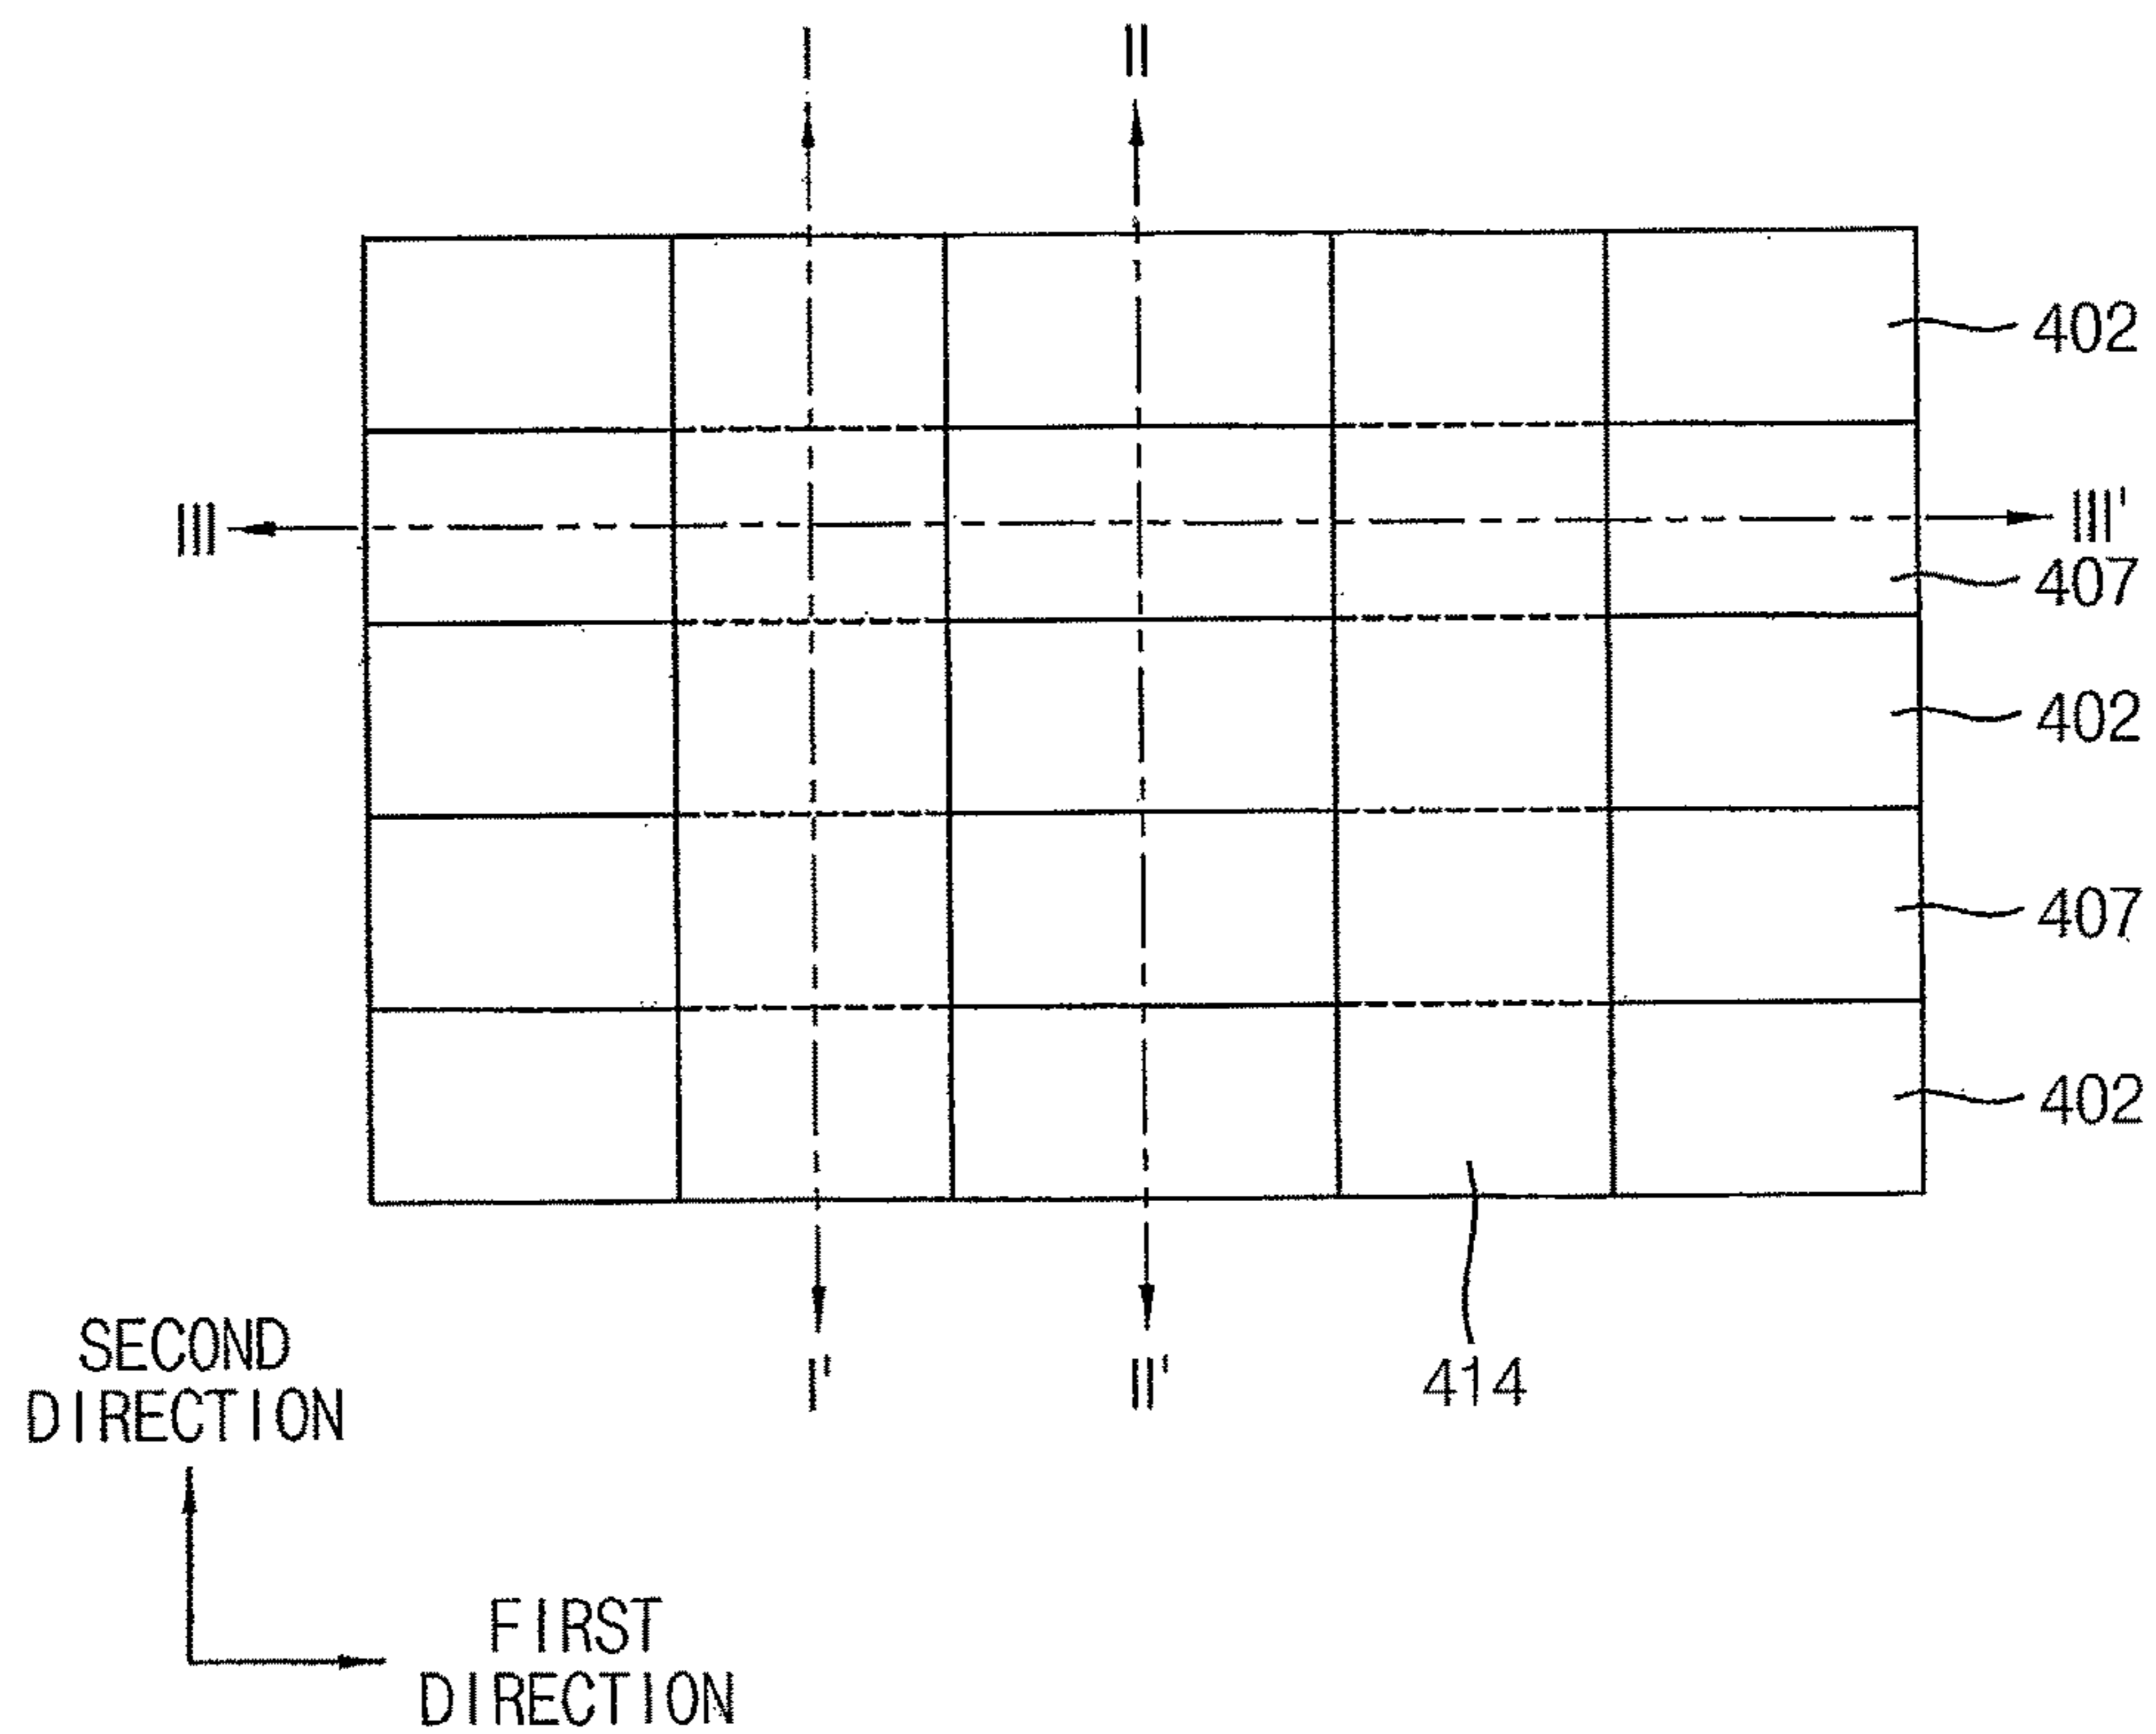 I
II
402
III
III'
407
402
407
402
I'
II'
414
SECOND
DIRECTION
FIRST
DIRECTION